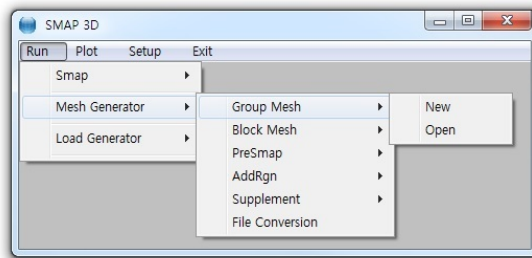 SMAP 3D
Run Plot Setup Exit
Smap
Mesh Generator
Load Generator
Group Mesh
Block Mesh
PreSmap
AddRgn
Supplement
File Conversion
New
Open